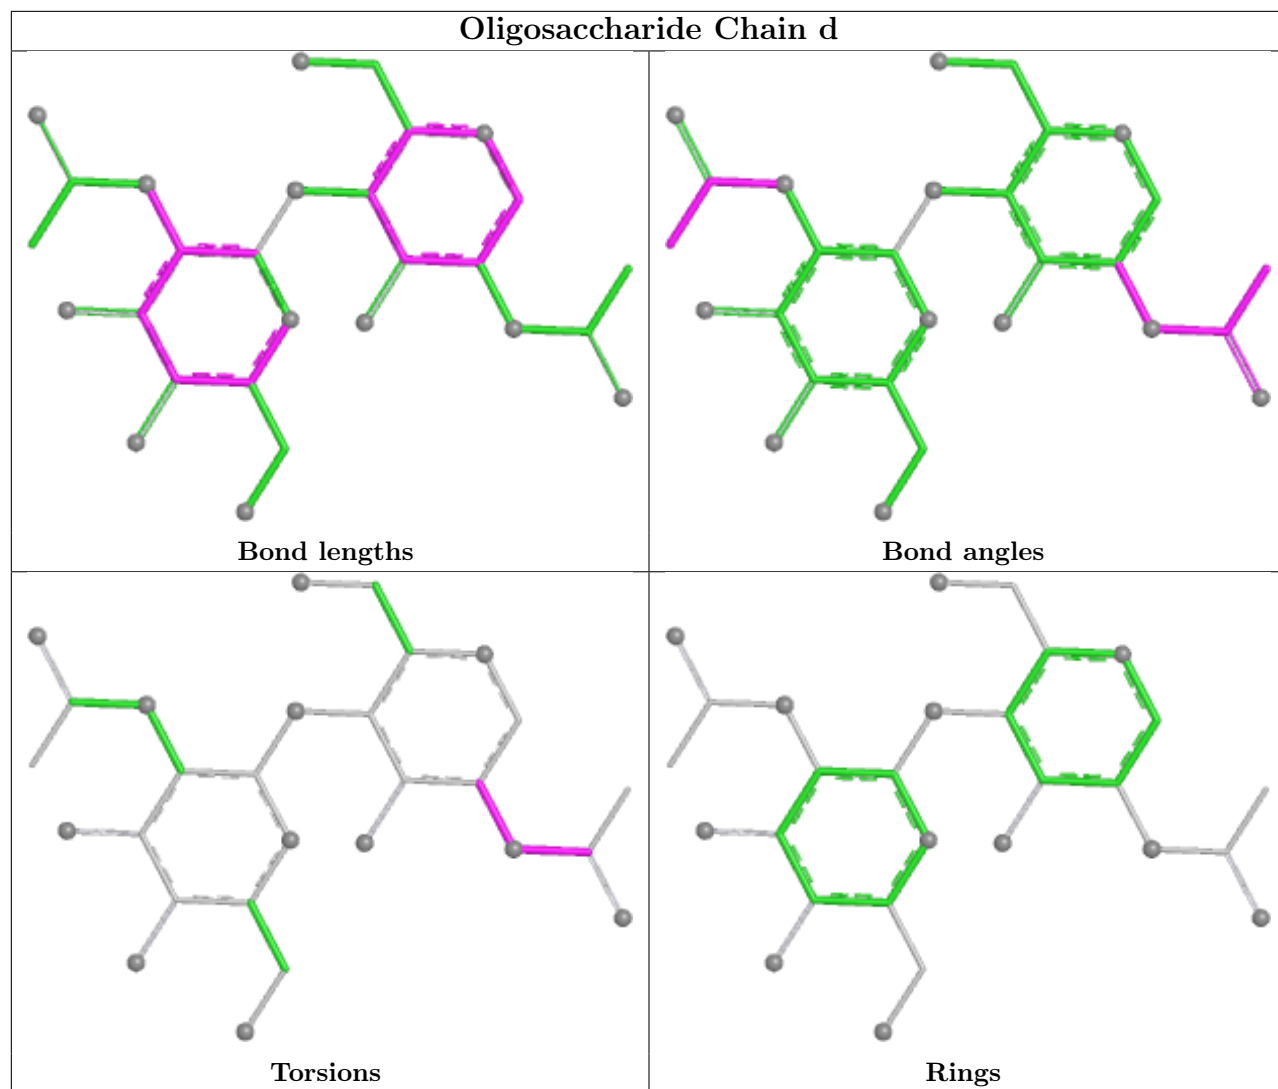 Oligosaccharide Chain d
Bond lengths
Bond angles
Torsions
Rings